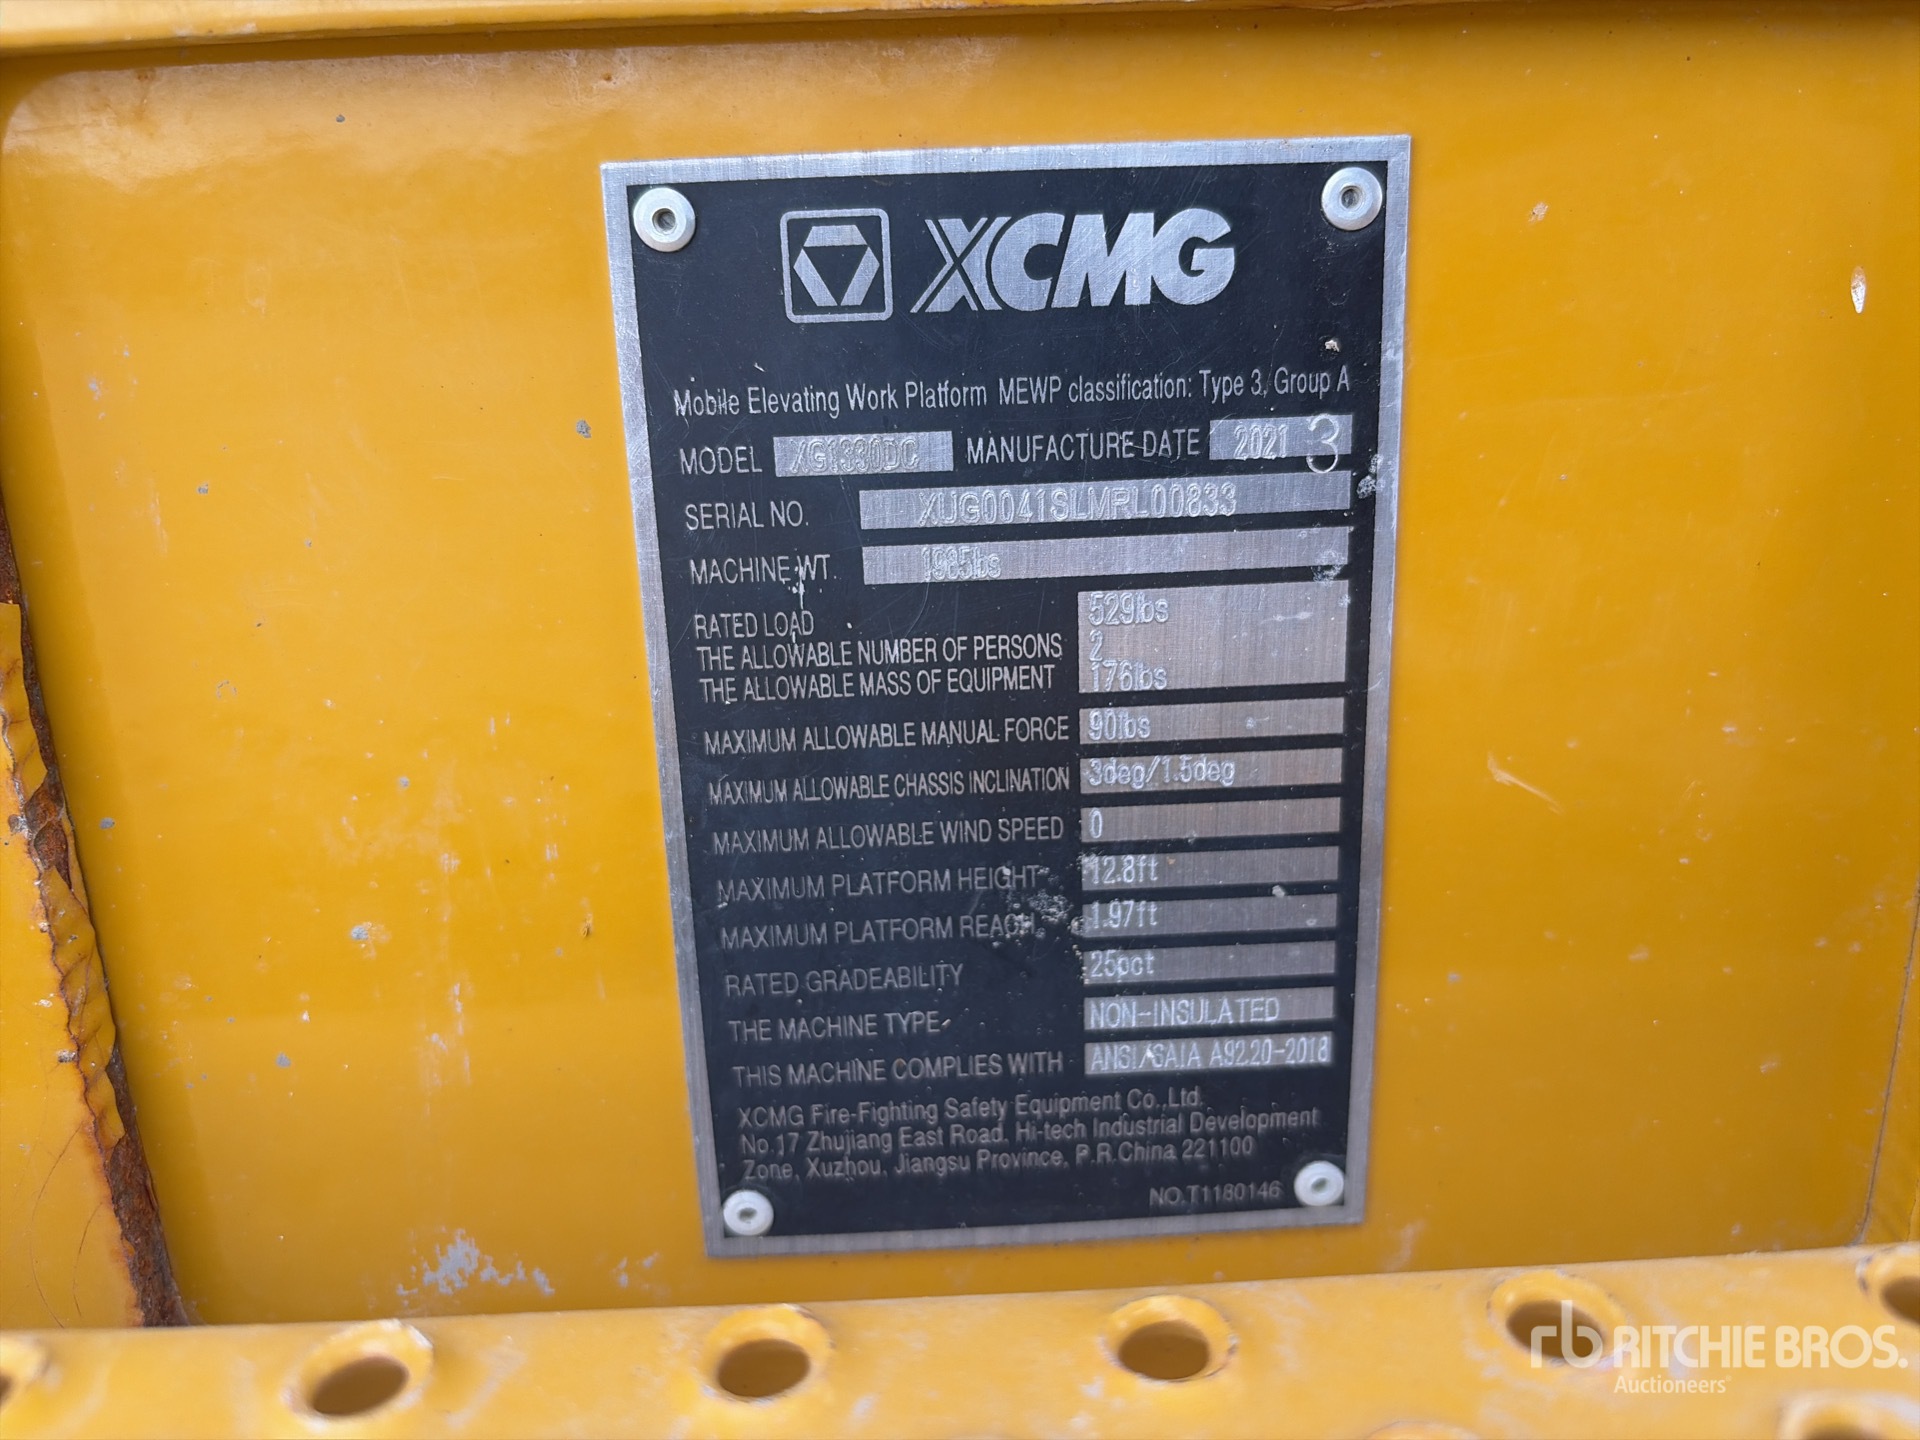 XCMG
Mobile Elevating Work Platform MEWP classification: Type 3, Group A
MODEL XG1330DC MANUFACTURE DATE 2021 3
SERIAL NO. XUG0041SLMRL00833
MACHINE WT. 1985lbs
RATED LOAD 529lbs
THE ALLOWABLE NUMBER OF PERSONS 2
THE ALLOWABLE MASS OF EQUIPMENT 176lbs
MAXIMUM ALLOWABLE MANUAL FORCE 90lbs
MAXIMUM ALLOWABLE CHASSIS INCLINATION 3deg/1.5deg
MAXIMUM ALLOWABLE WIND SPEED 0
MAXIMUM PLATFORM HEIGHT 12.8ft
MAXIMUM PLATFORM REACH 1.97ft
RATED GRADEABILITY 25pct
THE MACHINE TYPE NON-INSULATED
THIS MACHINE COMPLIES WITH ANSI/SAIA A92.20-2018
XCMG Fire-Fighting Safety Equipment Co.,Ltd.
No.17 Zhujiang East Road, Hi-tech Industrial Development
Zone, Xuzhou, Jiangsu Province, P.R.China 221100
NO.T1180146
rb RITCHIE BROS.
Auctioneers